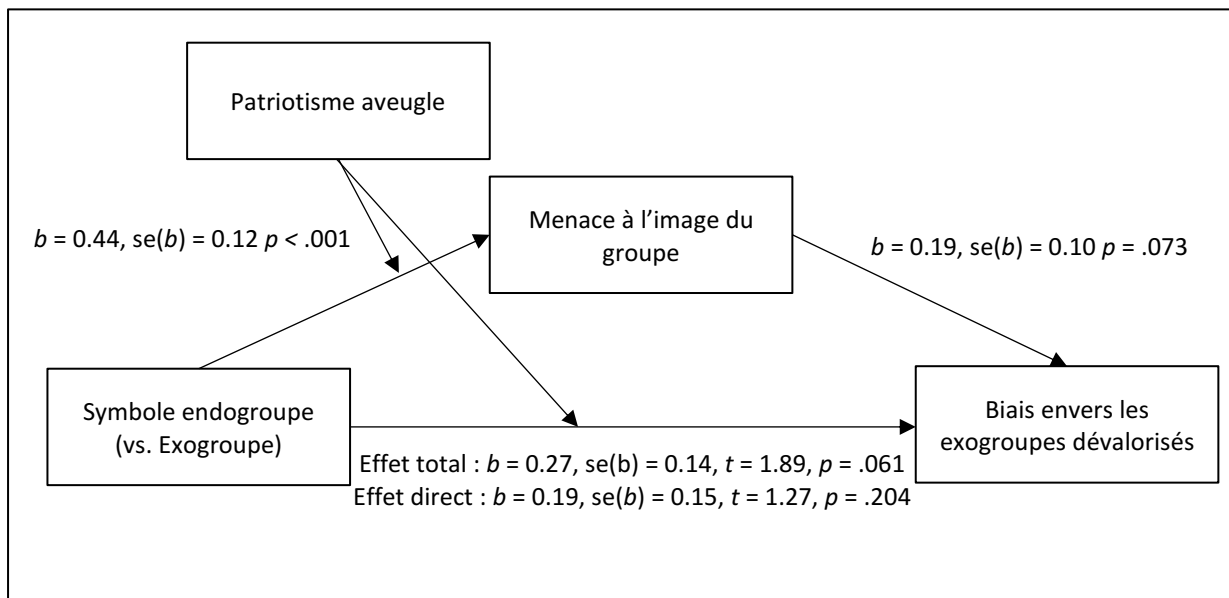 Patriotisme aveugle
Menace à l’image du
groupe
b = 0.44, se(b) = 0.12 p < .001
b = 0.19, se(b) = 0.10 p = .073
Symbole endogroupe
(vs. Exogroupe)
Biais envers les
exogroupes dévalorisés
Effet total : b = 0.27, se(b) = 0.14, t = 1.89, p = .061
Effet direct : b = 0.19, se(b) = 0.15, t = 1.27, p = .204